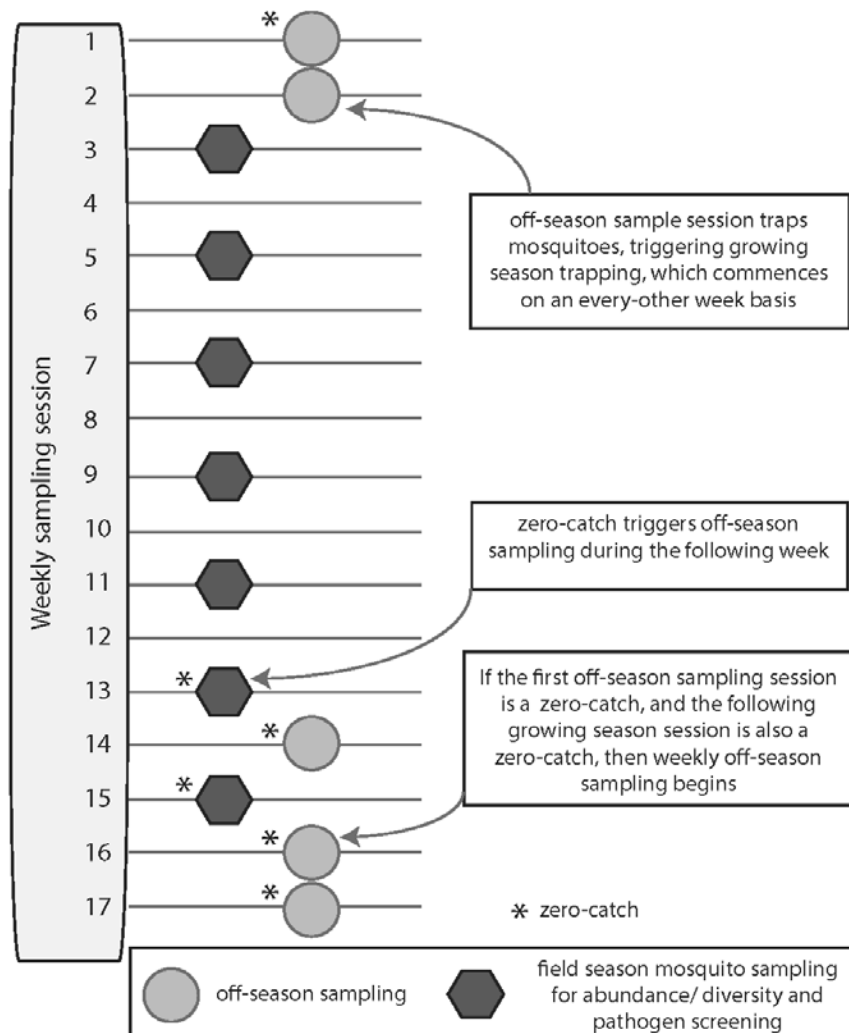 Weekly sampling session
*
1
2
3
4
5
6
7
8
9
10
11
12
* 13
* 14
* 15
* 16
* 17
off-season sample session traps
mosquitoes, triggering growing
season trapping, which commences
on an every-other week basis
zero-catch triggers off-season
sampling during the following week
If the first off-season sampling session
is a zero-catch, and the following
growing season session is also a
zero-catch, then weekly off-season
sampling begins
* zero-catch
off-season sampling
field season mosquito sampling
for abundance/ diversity and
pathogen screening